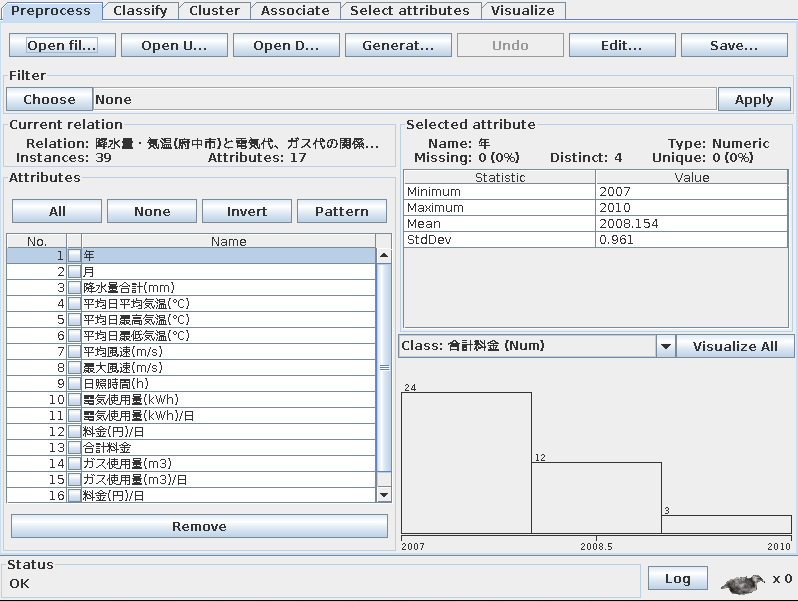 Preprocess Classify Cluster Associate Select attributes Visualize
Open fil... Open U... Open D... Generat... Undo Edit... Save...
Filter
Choose None Apply
Current relation
Relation: 降水量・気温(府中市)と電気代、ガス代の関係...
Instances: 39 Attributes: 17
Attributes
All None Invert Pattern
No. Name
1 年
2 月
3 降水量合計(mm)
4 平均日平均気温(℃)
5 平均日最高気温(℃)
6 平均日最低気温(℃)
7 平均風速(m/s)
8 最大風速(m/s)
9 日照時間(h)
10 電気使用量(kWh)
11 電気使用量(kWh)/日
12 料金(円)/日
13 合計料金
14 ガス使用量(m3)
15 ガス使用量(m3)/日
16 料金(円)/日
Remove
Selected attribute
Name: 年 Type: Numeric
Missing: 0 (0%) Distinct: 4 Unique: 0 (0%)
Statistic Value
Minimum 2007
Maximum 2010
Mean 2008.154
StdDev 0.961
Class: 合計料金 (Num) Visualize All
24
12
3
2007 2008.5 2010
Status
OK
Log x 0